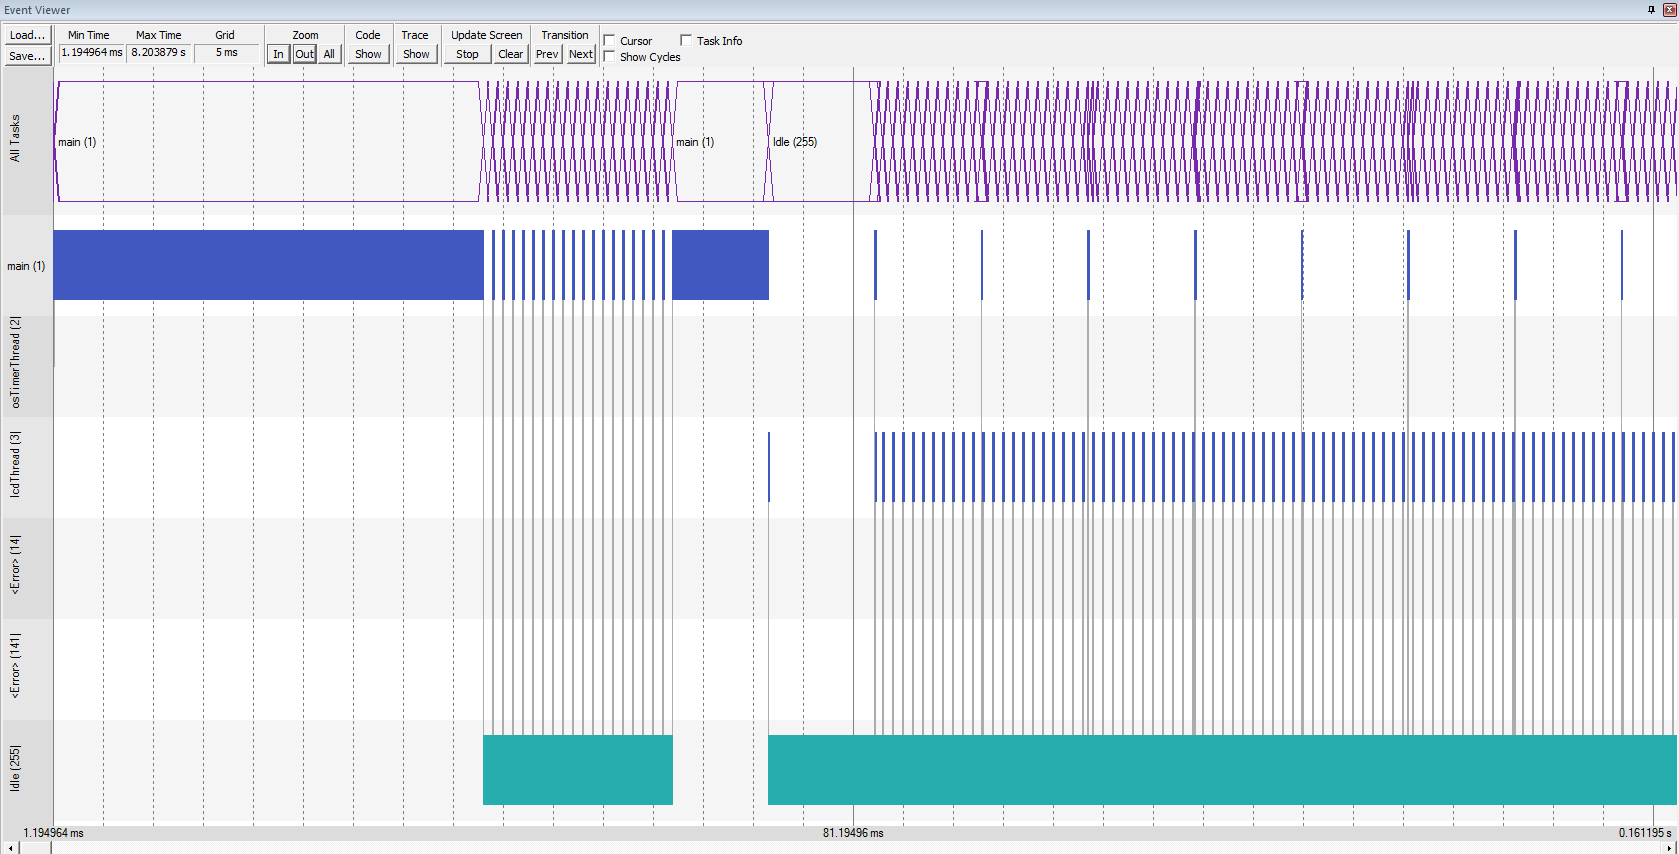 Event Viewer
Load... Min Time Max Time Grid Zoom Code Trace Update Screen Transition Cursor Task Info
Save... 1.194964 ms 8.203879 s 5 ms In Out All Show Show Stop Clear Prev Next Show Cycles
All Tasks
main (1) main (1) Idle (255)
main (1)
osTimerThread (2)
lcdThread (3)
<Error> (14)
<Error> (141)
Idle (255)
1.194964 ms 81.19496 ms 0.161195 s